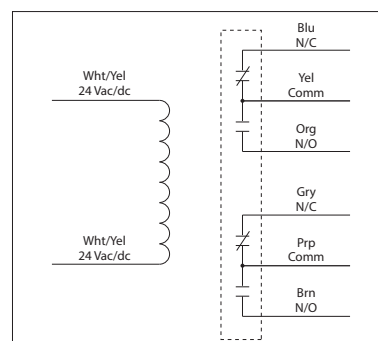 Wht/Yel
24 Vac/dc
Wht/Yel
24 Vac/dc
Blu
N/C
Yel
Comm
Org
N/O
Gry
N/C
Prp
Comm
Brn
N/O